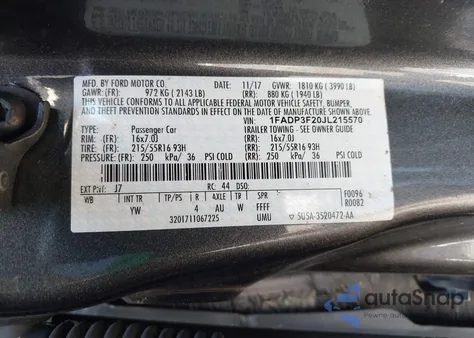 MFD. BY FORD MOTOR CO.
DATE: 11/17 GVWR: 1810 KG (3990 LB)
GAWR: (FR): 972 KG (2143 LB) (RR): 880 KG (1940 LB)
THIS VEHICLE CONFORMS TO ALL APPLICABLE FEDERAL MOTOR VEHICLE SAFETY, BUMPER,
AND THEFT PREVENTION STANDARDS IN EFFECT ON THE DATE OF MANUFACTURE SHOWN ABOVE.
VIN: 1FADP3F20JL215570
TYPE: Passenger Car TRAILER TOWING - SEE OWNER GUIDE
RIM: (FR): 16x7.0J (RR): 16x7.0J
TIRE: (FR): 215/55R16 93H (RR): 215/55R16 93H
PRESSURE:(FR): 250 kPa/ 36 PSI COLD (RR): 250 kPa/ 36 PSI COLD
EXT PNT: J7 RC: 44 DSO:
WB INT TR TP/PS R AXLE TR SPR F0096
YW 4 AU W FFFF R0082
3201711067225 UMU 5U5A-3520472-AA
autoSnap